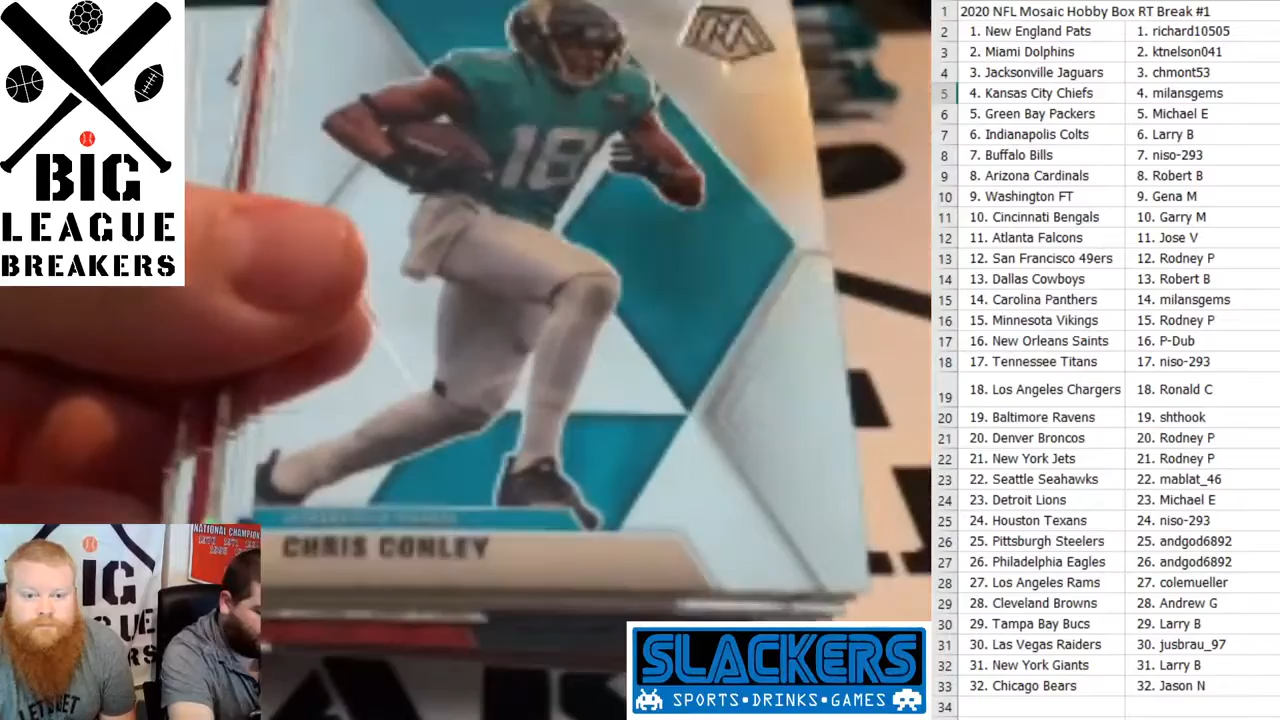 BIG
LEAGUE
BREAKERS
18
CHRIS CONLEY
NATIONAL CHAMPION
SLACKERS
SPORTS•DRINKS•GAMES
1 2020 NFL Mosaic Hobby Box RT Break #1
2 1. New England Pats 1. richard10505
3 2. Miami Dolphins 2. ktnelson041
4 3. Jacksonville Jaguars 3. chmont53
5 4. Kansas City Chiefs 4. milansgems
6 5. Green Bay Packers 5. Michael E
7 6. Indianapolis Colts 6. Larry B
8 7. Buffalo Bills 7. niso-293
9 8. Arizona Cardinals 8. Robert B
10 9. Washington FT 9. Gena M
11 10. Cincinnati Bengals 10. Garry M
12 11. Atlanta Falcons 11. Jose V
13 12. San Francisco 49ers 12. Rodney P
14 13. Dallas Cowboys 13. Robert B
15 14. Carolina Panthers 14. milansgems
16 15. Minnesota Vikings 15. Rodney P
17 16. New Orleans Saints 16. P-Dub
18 17. Tennessee Titans 17. niso-293
19 18. Los Angeles Chargers 18. Ronald C
20 19. Baltimore Ravens 19. shthook
21 20. Denver Broncos 20. Rodney P
22 21. New York Jets 21. Rodney P
23 22. Seattle Seahawks 22. mablat_46
24 23. Detroit Lions 23. Michael E
25 24. Houston Texans 24. niso-293
26 25. Pittsburgh Steelers 25. andgod6892
27 26. Philadelphia Eagles 26. andgod6892
28 27. Los Angeles Rams 27. colemueller
29 28. Cleveland Browns 28. Andrew G
30 29. Tampa Bay Bucs 29. Larry B
31 30. Las Vegas Raiders 30. jusbrau_97
32 31. New York Giants 31. Larry B
33 32. Chicago Bears 32. Jason N
34